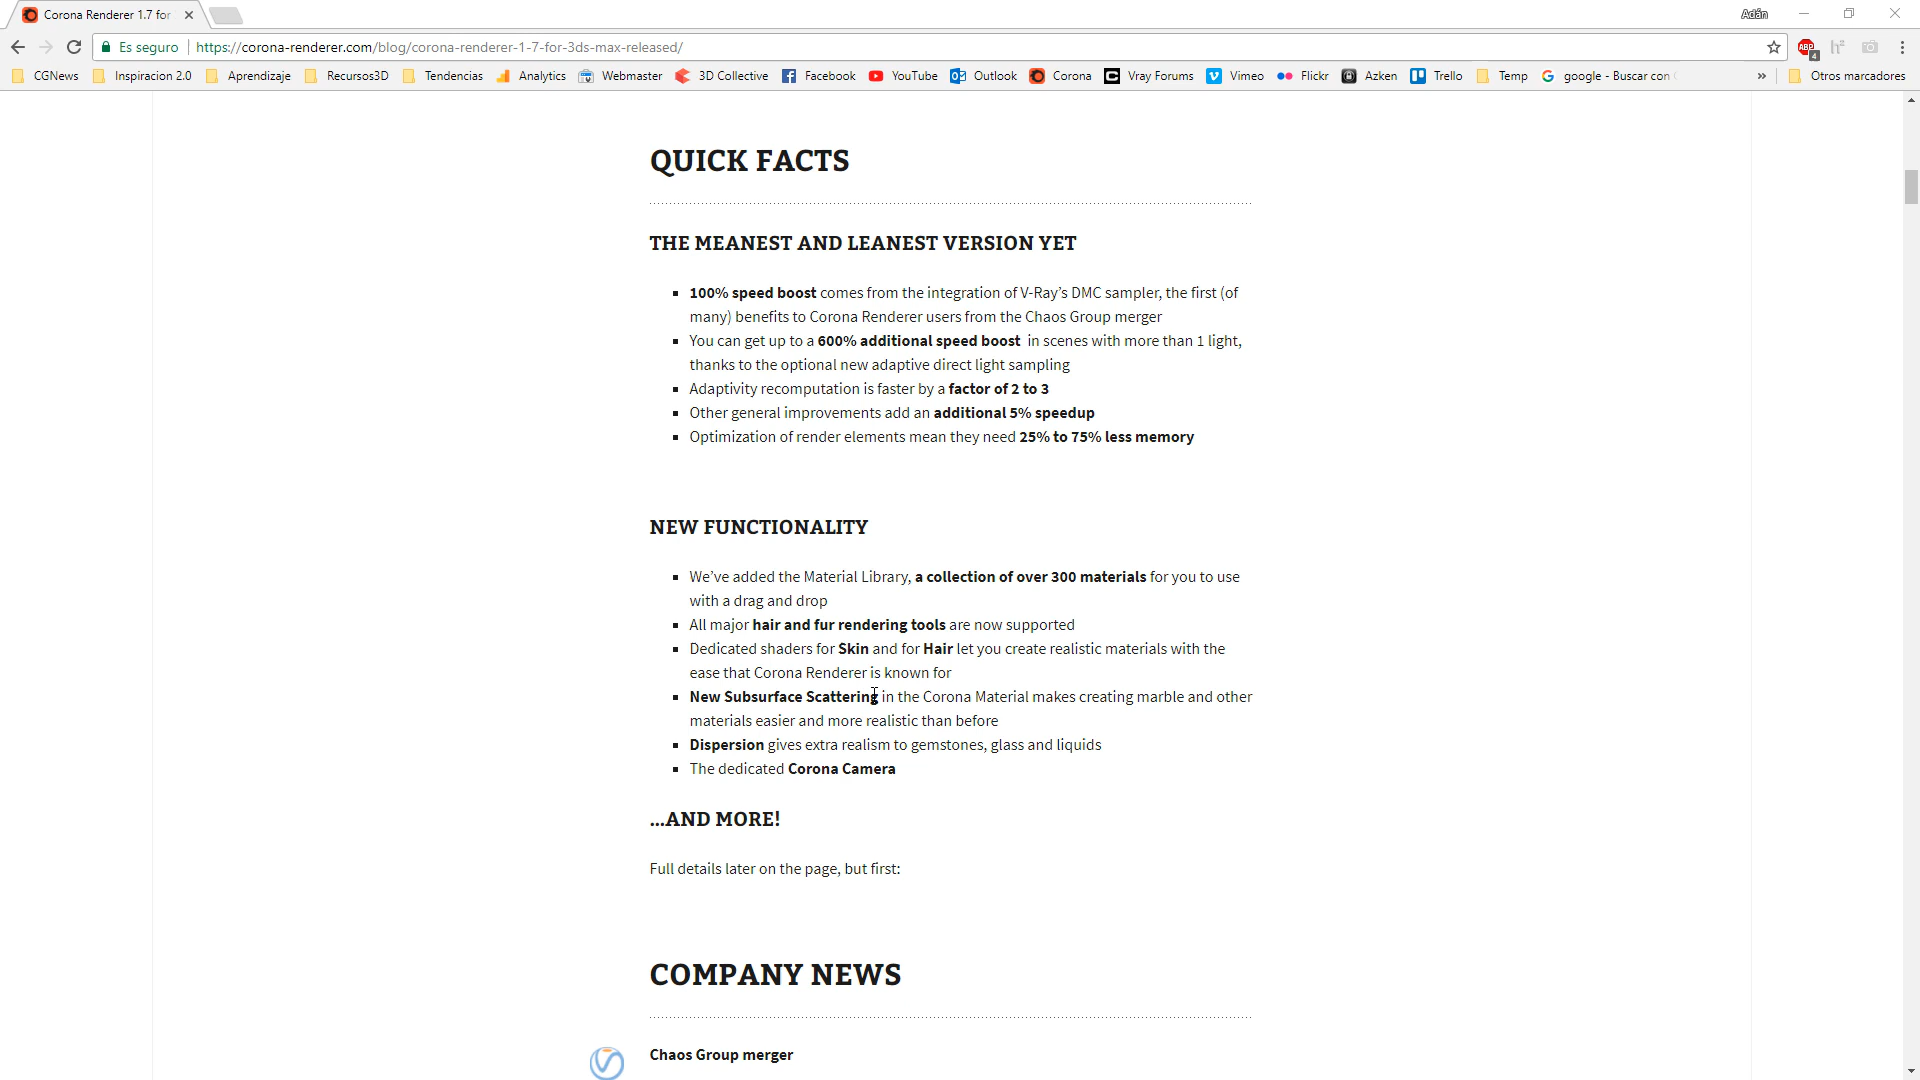 Corona Renderer 1.7 for
Adán
Es seguro
https://corona-renderer.com/blog/corona-renderer-1-7-for-3ds-max-released/
ABP
4
h²
CGNews
Inspiracion 2.0
Aprendizaje
Recursos3D
Tendencias
Analytics
Webmaster
3D Collective
Facebook
YouTube
Outlook
Corona
Vray Forums
Vimeo
Flickr
Azken
Trello
Temp
google - Buscar con
»
Otros marcadores
QUICK FACTS
THE MEANEST AND LEANEST VERSION YET
100% speed boost comes from the integration of V-Ray’s DMC sampler, the first (of
many) benefits to Corona Renderer users from the Chaos Group merger
You can get up to a 600% additional speed boost in scenes with more than 1 light,
thanks to the optional new adaptive direct light sampling
Adaptivity recomputation is faster by a factor of 2 to 3
Other general improvements add an additional 5% speedup
Optimization of render elements mean they need 25% to 75% less memory
NEW FUNCTIONALITY
We’ve added the Material Library, a collection of over 300 materials for you to use
with a drag and drop
All major hair and fur rendering tools are now supported
Dedicated shaders for Skin and for Hair let you create realistic materials with the
ease that Corona Renderer is known for
New Subsurface Scattering in the Corona Material makes creating marble and other
materials easier and more realistic than before
Dispersion gives extra realism to gemstones, glass and liquids
The dedicated Corona Camera
…AND MORE!
Full details later on the page, but first:
COMPANY NEWS
Chaos Group merger